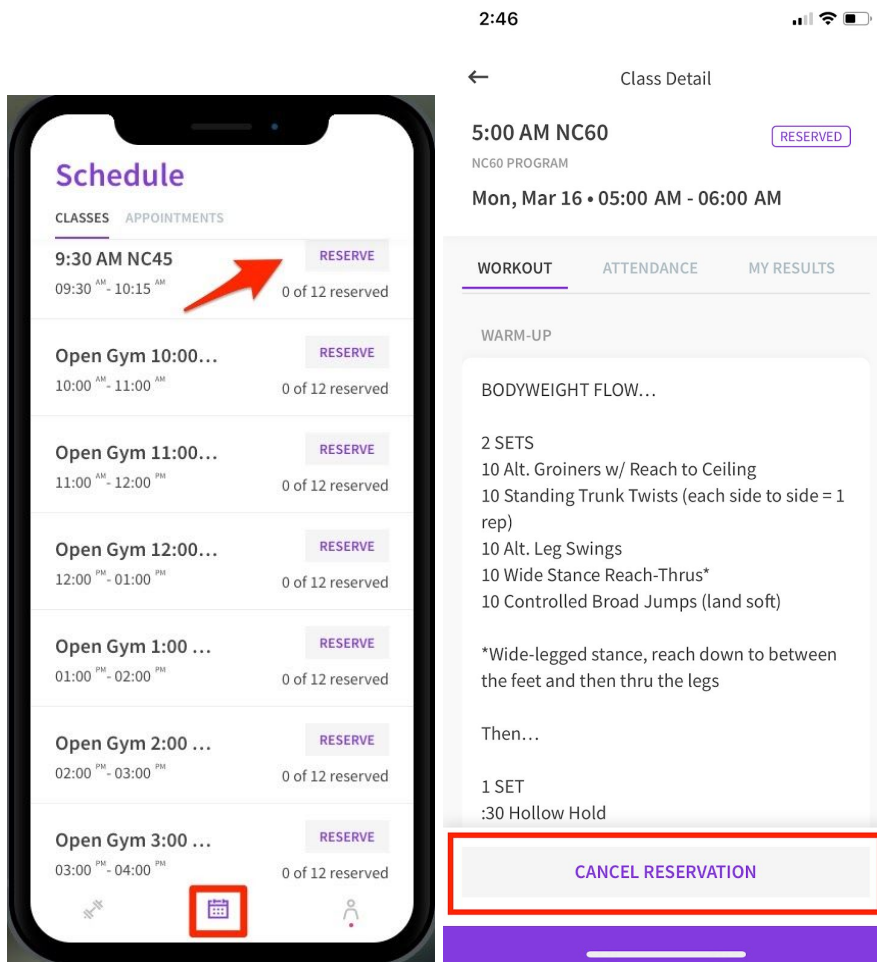 Schedule
CLASSES APPOINTMENTS
9:30 AM NC45 RESERVE
09:30 AM - 10:15 AM 0 of 12 reserved
Open Gym 10:00... RESERVE
10:00 AM - 11:00 AM 0 of 12 reserved
Open Gym 11:00... RESERVE
11:00 AM - 12:00 PM 0 of 12 reserved
Open Gym 12:00... RESERVE
12:00 PM - 01:00 PM 0 of 12 reserved
Open Gym 1:00 ... RESERVE
01:00 PM - 02:00 PM 0 of 12 reserved
Open Gym 2:00 ... RESERVE
02:00 PM - 03:00 PM 0 of 12 reserved
Open Gym 3:00 ... RESERVE
03:00 PM - 04:00 PM 0 of 12 reserved
2:46
Class Detail
5:00 AM NC60 RESERVED
NC60 PROGRAM
Mon, Mar 16 • 05:00 AM - 06:00 AM
WORKOUT ATTENDANCE MY RESULTS
WARM-UP
BODYWEIGHT FLOW...
2 SETS
10 Alt. Groiners w/ Reach to Ceiling
10 Standing Trunk Twists (each side to side = 1
rep)
10 Alt. Leg Swings
10 Wide Stance Reach-Thrus*
10 Controlled Broad Jumps (land soft)
*Wide-legged stance, reach down to between
the feet and then thru the legs
Then...
1 SET
:30 Hollow Hold
CANCEL RESERVATION